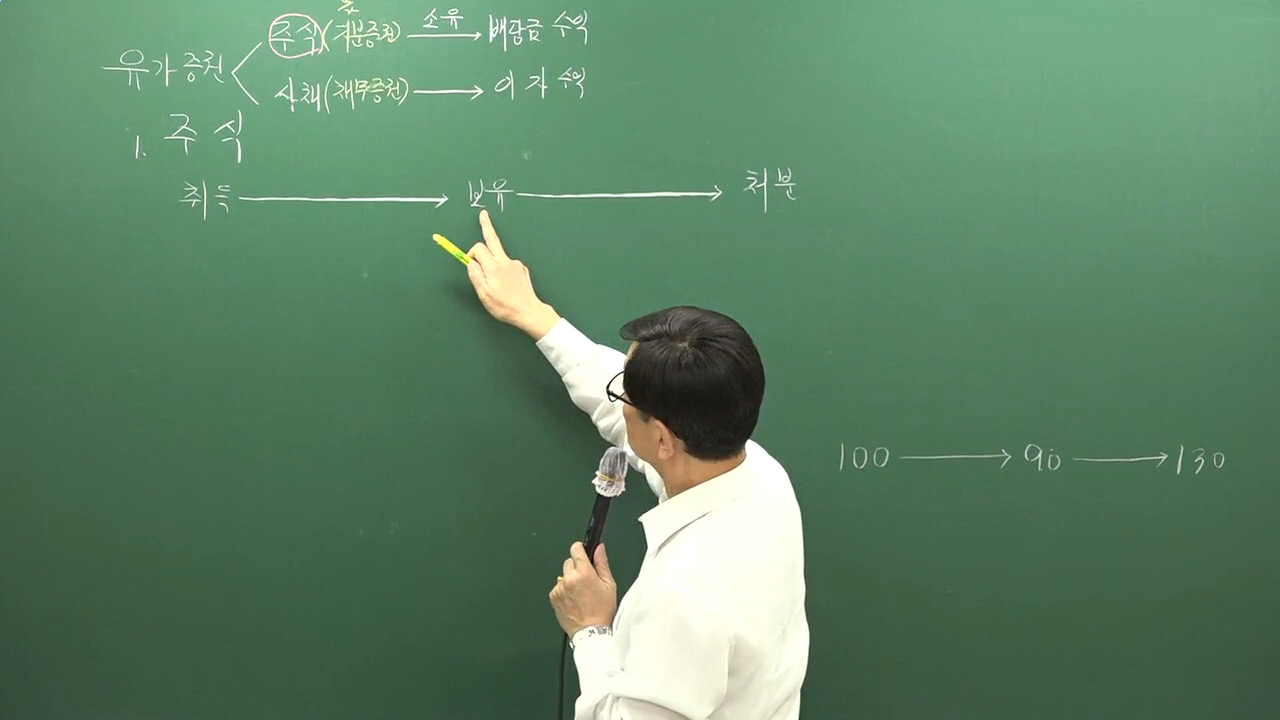 주식(지분증권) 소유 → 배당금 수익
유가증권
사채(채무증권) → 이자 수익
1. 주식
취득 → 보유 → 처분
100 → 90 → 130